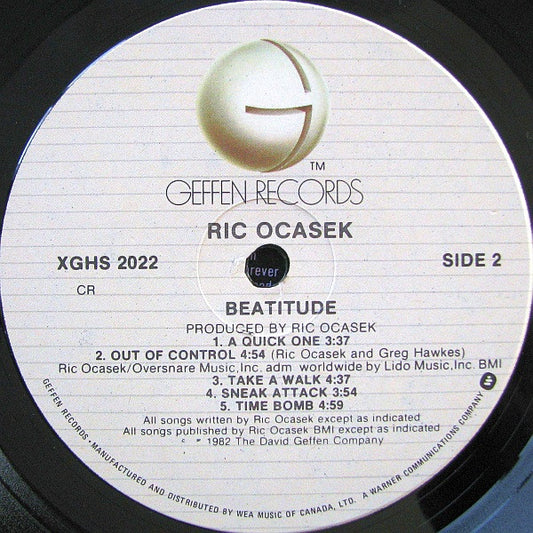 TM
GEFFEN RECORDS
RIC OCASEK
XGHS 2022
SIDE 2
CR
BEATITUDE
PRODUCED BY RIC OCASEK
1. A QUICK ONE 3:37
2. OUT OF CONTROL 4:54 (Ric Ocasek and Greg Hawkes)
Ric Ocasek/Oversnare Music, Inc. adm worldwide by Lido Music, Inc. BMI
3. TAKE A WALK 4:37
4. SNEAK ATTACK 3:54
5. TIME BOMB 4:59
All songs written by Ric Ocasek except as indicated
All songs published by Ric Ocasek BMI except as indicated
℗ © 1982 The David Geffen Company
GEFFEN RECORDS • MANUFACTURED AND DISTRIBUTED BY WEA MUSIC OF CANADA, LTD. A WARNER COMMUNICATIONS COMPANY